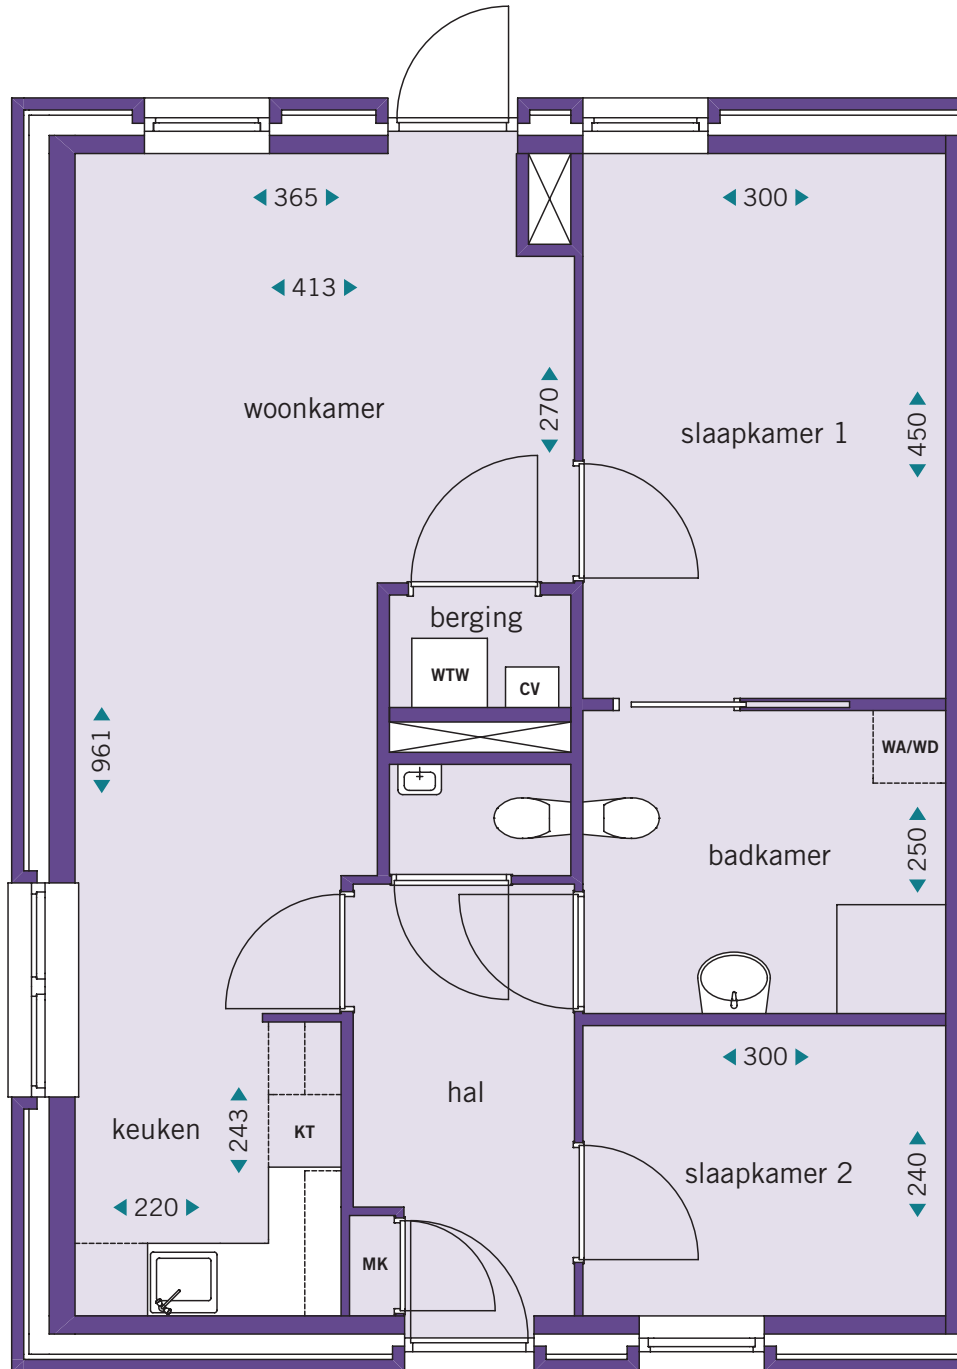 365
300
413
woonkamer
270
slaapkamer 1
450
berging
WTW
CV
961
WA/WD
badkamer
250
hal
300
keuken
243
KT
slaapkamer 2
240
220
MK